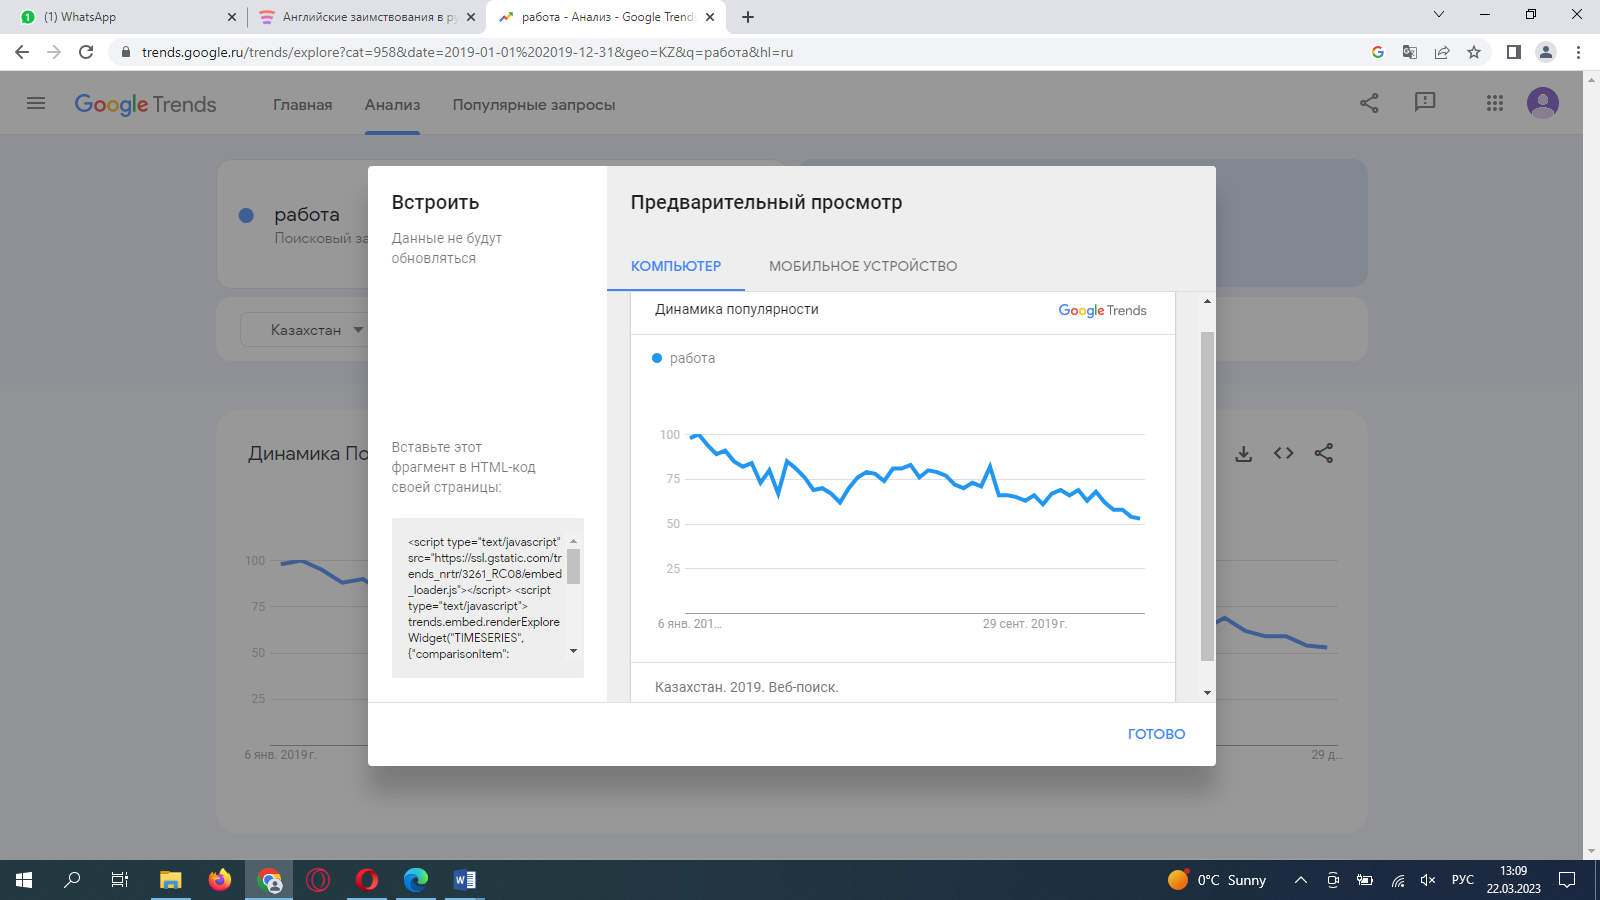 (1) WhatsApp
Английские заимствования в ру
работа - Анализ - Google Trends
trends.google.ru/trends/explore?cat=958&date=2019-01-01%202019-12-31&geo=KZ&q=работа&hl=ru
Google Trends
Главная
Анализ
Популярные запросы
работа
Поисковый за
Казахстан
Динамика По
100
75
50
25
6 янв. 2019 г.
29 д...
Встроить
Данные не будут
обновляться
Вставьте этот
фрагмент в HTML-код
своей страницы:
<script type="text/javascript"
src="https://ssl.gstatic.com/tr
ends_nrtr/3261_RC08/embed
_loader.js"></script> <script
type="text/javascript">
trends.embed.renderExplore
Widget("TIMESERIES",
{"comparisonItem":
Предварительный просмотр
КОМПЬЮТЕР
МОБИЛЬНОЕ УСТРОЙСТВО
Динамика популярности
Google Trends
работа
100
75
50
25
6 янв. 201...
29 сент. 2019 г.
Казахстан. 2019. Веб-поиск.
ГОТОВО
0°C Sunny
РУС
13:09
22.03.2023